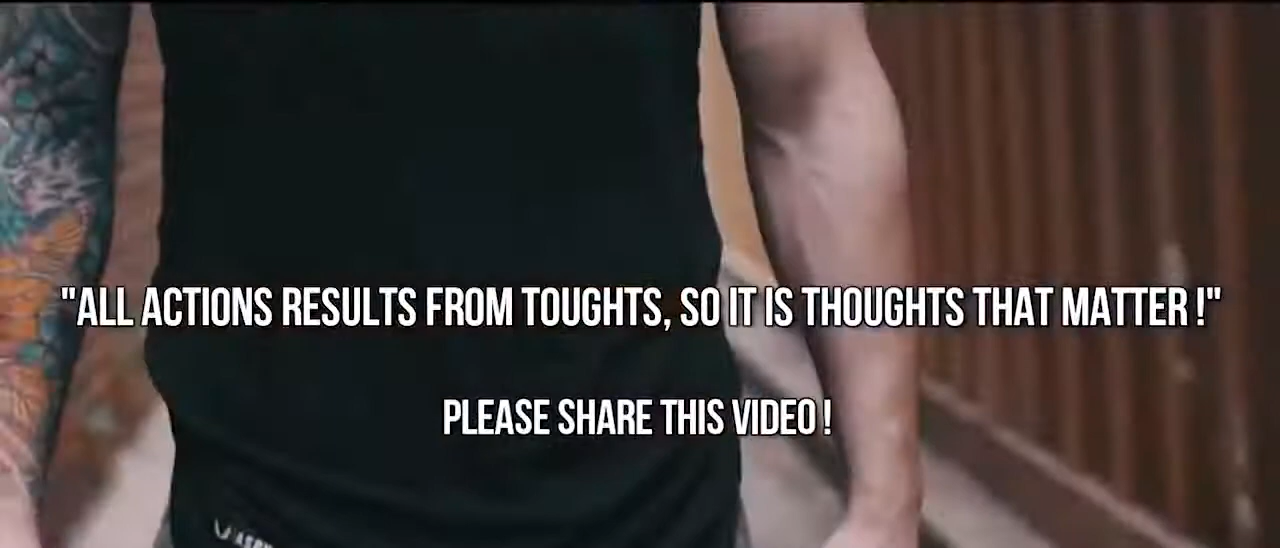 "ALL ACTIONS RESULTS FROM TOUGHTS, SO IT IS THOUGHTS THAT MATTER !"
PLEASE SHARE THIS VIDEO !